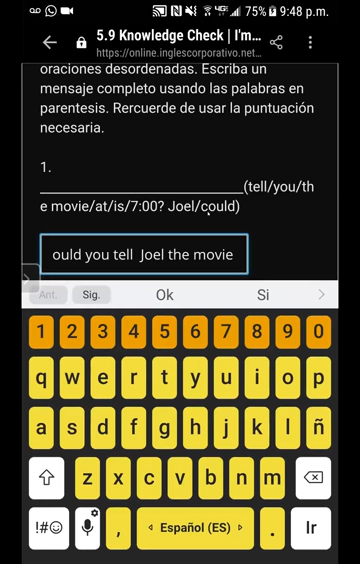 75% 9:48 p.m.
5.9 Knowledge Check | I'm...
https://online.inglescorporativo.net...
oraciones desordenadas. Escriba un
mensaje completo usando las palabras en
parentesis. Rercuerde de usar la puntuación
necesaria.
1.
_________________________(tell/you/th
e movie/at/is/7:00? Joel/could)
ould you tell  Joel the movie
Ant. Sig. Ok Si
1 2 3 4 5 6 7 8 9 0
q w e r t y u i o p
a s d f g h j k l ñ
z x c v b n m
!#☺ , Español (ES) . Ir